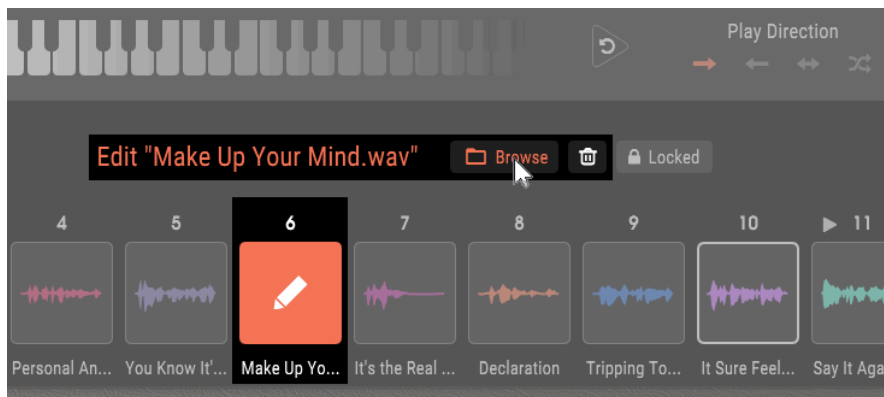 Play Direction
Edit "Make Up Your Mind.wav" Browse Locked
4 5 6 7 8 9 10 11
Personal An... You Know It'... Make Up Yo... It's the Real ... Declaration Tripping To... It Sure Feel... Say It Aga